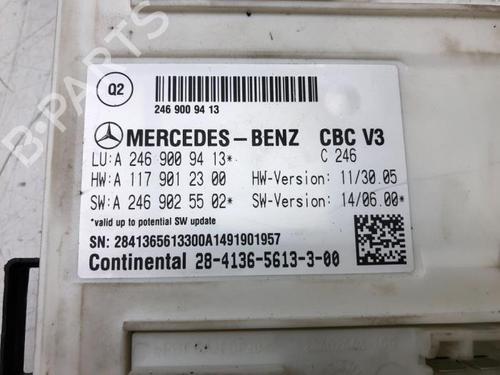 Q2
246 900 94 13
MERCEDES-BENZ CBC V3
LU: A 246 900 94 13* C 246
HW: A 117 901 23 00 HW-Version: 11/30.05
SW: A 246 902 55 02* SW-Version: 14/06.00*
*valid up to potential SW update
SN: 2841365613300A1491901957
Continental 28-4136-5613-3-00
B-PARTS